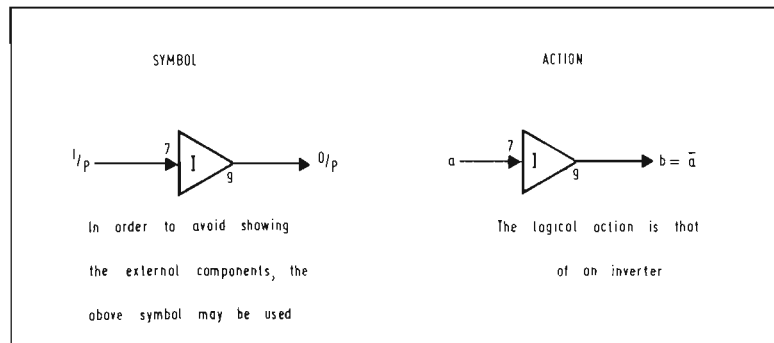 SYMBOL
I/P 7 I 9 O/P
In order to avoid showing
the external components, the
above symbol may be used
ACTION
a 7 I 9 b = a̅
The logical action is that
of an inverter